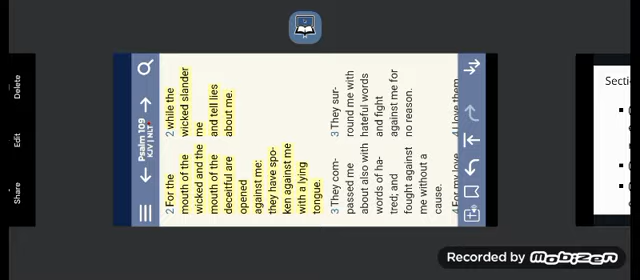 Share
Edit
Delete
Psalm 109
KJV | NLT
2 For the
mouth of the
wicked and the
mouth of the
deceitful are
opened
against me:
they have spo-
ken against me
with a lying
tongue.
3 They com-
passed me
about also with
words of ha-
tred; and
fought against
me without a
cause.
4 For my love
2 while the
wicked slander
me
and tell lies
about me.
3 They sur-
round me with
hateful words
and fight
against me for
no reason.
4 I love them
Secti
Recorded by MOBIZEN